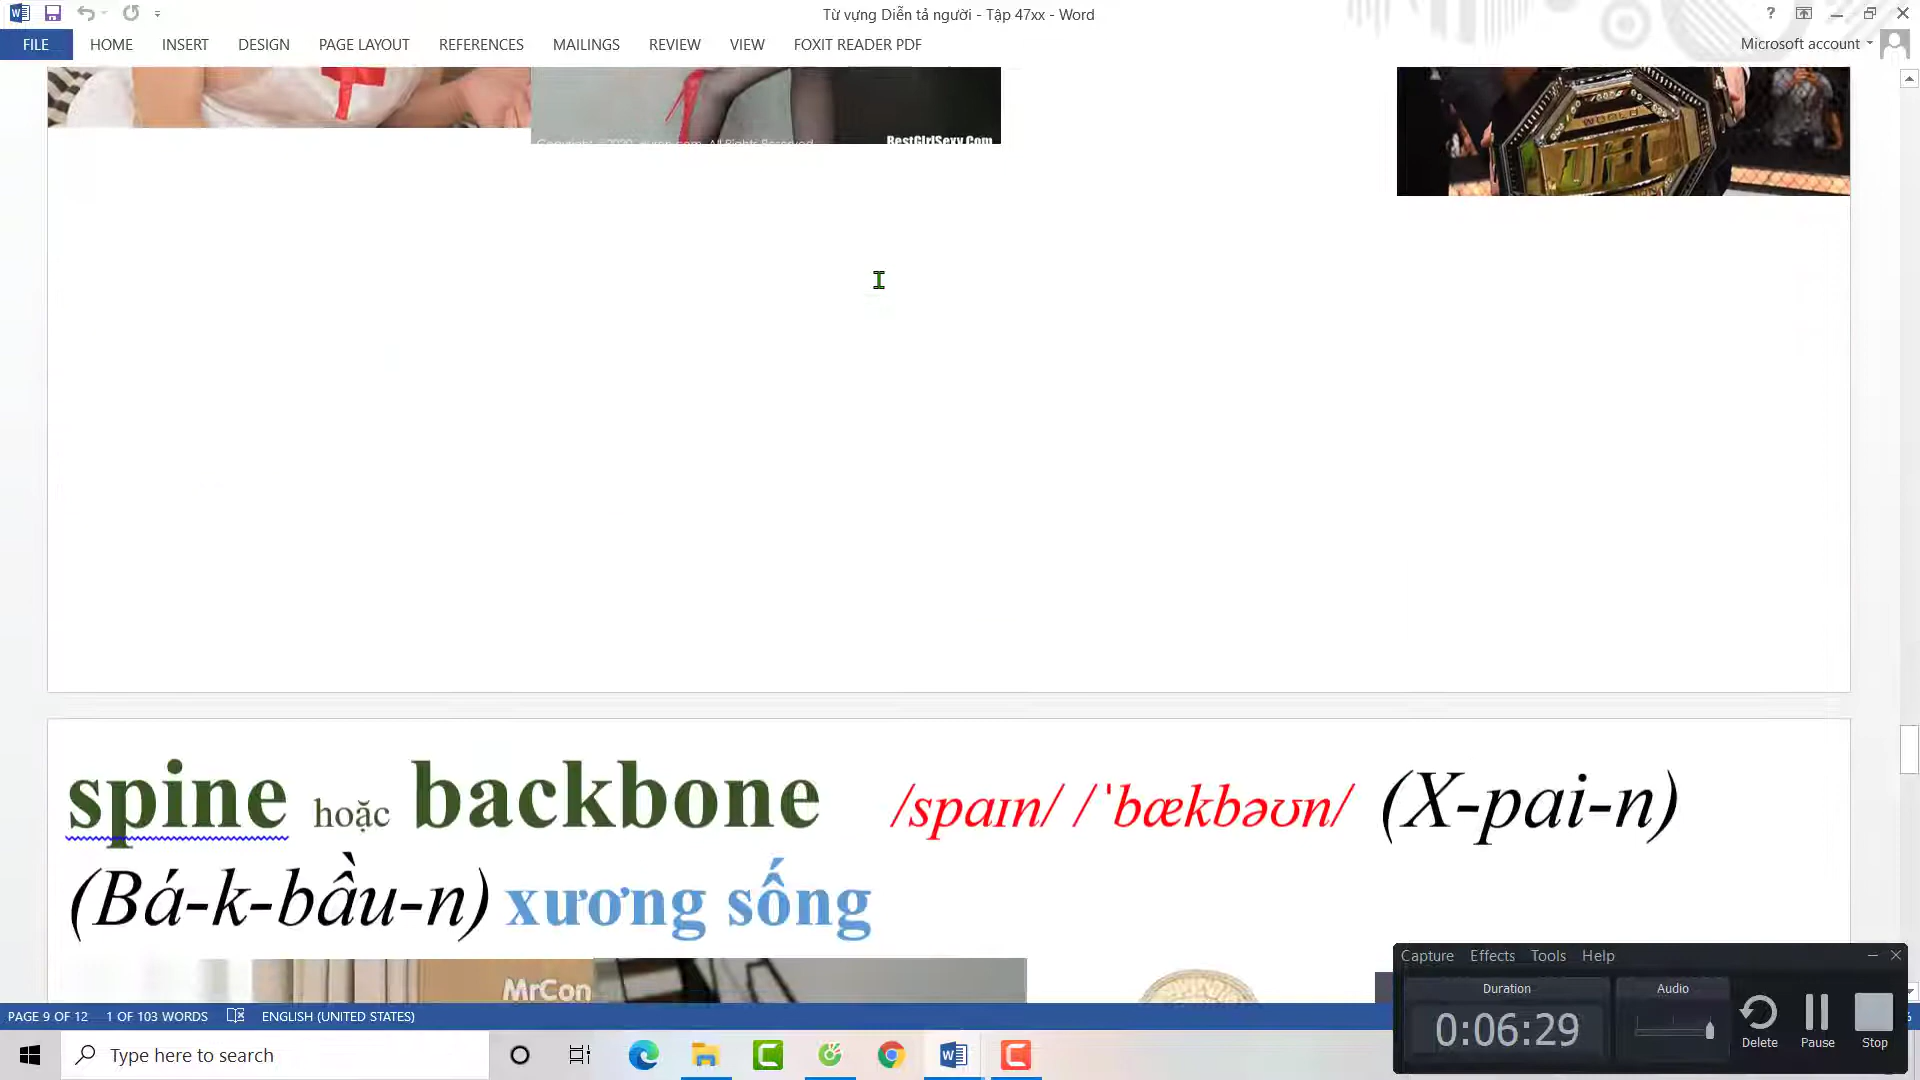 Từ vựng Diễn tả người - Tập 47xx - Word
?
FILE HOME INSERT DESIGN PAGE LAYOUT REFERENCES MAILINGS REVIEW VIEW FOXIT READER PDF
Microsoft account
BestGirlSexy.Com
WORLD
UFC
spine hoặc backbone /spaɪn/ /ˈbækbəʊn/ (X-pai-n)
(Bá-k-bầu-n) xương sống
MrCon
Capture Effects Tools Help
Duration Audio
0:06:29
Delete Pause Stop
PAGE 9 OF 12 1 OF 103 WORDS ENGLISH (UNITED STATES)
Type here to search